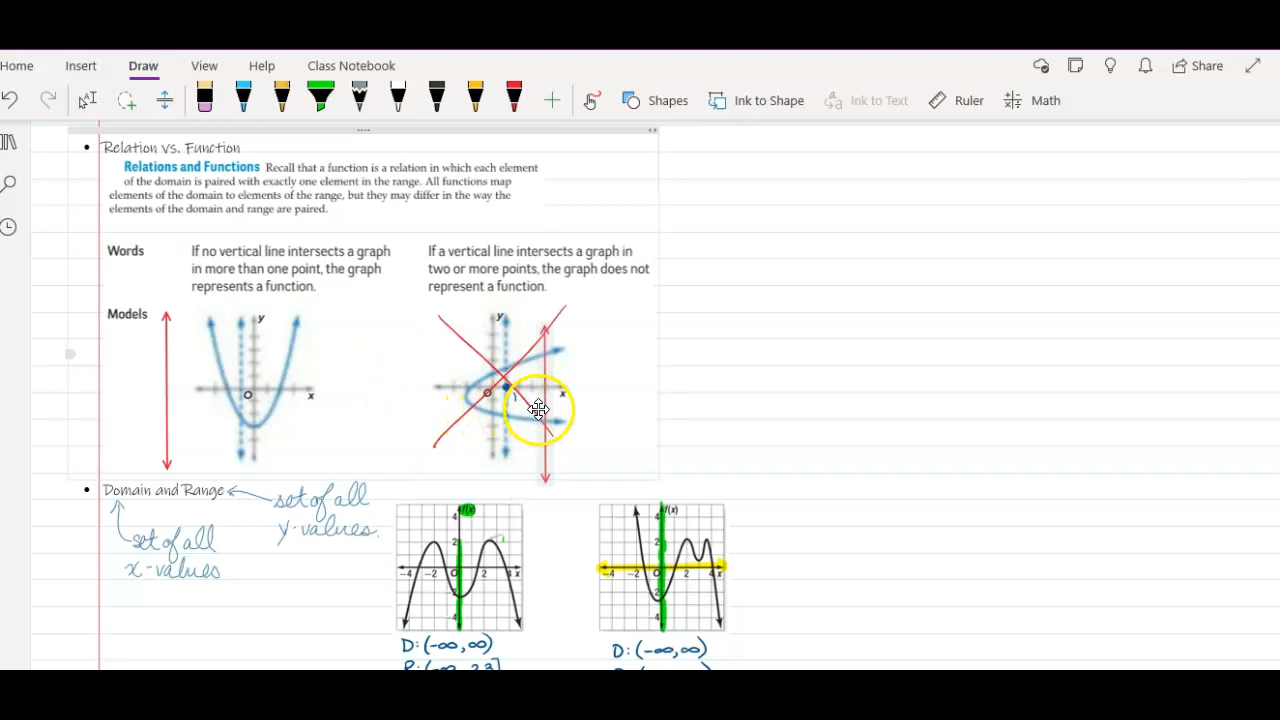 Home Insert Draw View Help Class Notebook Share
Shapes Ink to Shape Ink to Text Ruler Math
• Relation vs. Function
Relations and Functions Recall that a function is a relation in which each element
of the domain is paired with exactly one element in the range. All functions map
elements of the domain to elements of the range, but they may differ in the way the
elements of the domain and range are paired.
Words
If no vertical line intersects a graph
in more than one point, the graph
represents a function.
If a vertical line intersects a graph in
two or more points, the graph does not
represent a function.
Models
y
O
x
y
O
x
• Domain and Range
set of all
y-values.
set of all
x-values
f(x)
4
2
-4 -2 O 2 4 x
-2
-4
D: (-∞,∞)
f(x)
4
2
-4 -2 O 2 4 x
-2
-4
D: (-∞,∞)